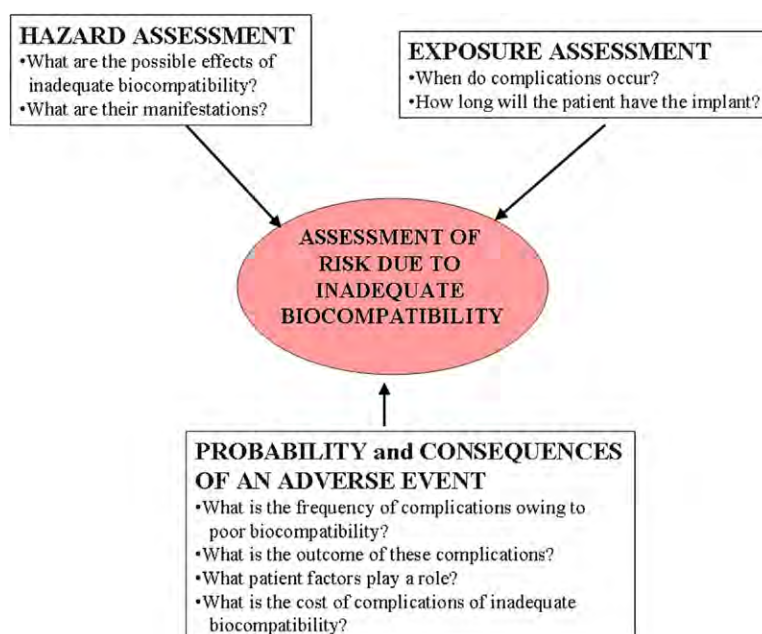 HAZARD ASSESSMENT
•What are the possible effects of
inadequate biocompatibility?
•What are their manifestations?
EXPOSURE ASSESSMENT
•When do complications occur?
•How long will the patient have the implant?
ASSESSMENT OF
RISK DUE TO
INADEQUATE
BIOCOMPATIBILITY
PROBABILITY and CONSEQUENCES
OF AN ADVERSE EVENT
•What is the frequency of complications owing to
poor biocompatibility?
•What is the outcome of these complications?
•What patient factors play a role?
•What is the cost of complications of inadequate
biocompatibility?